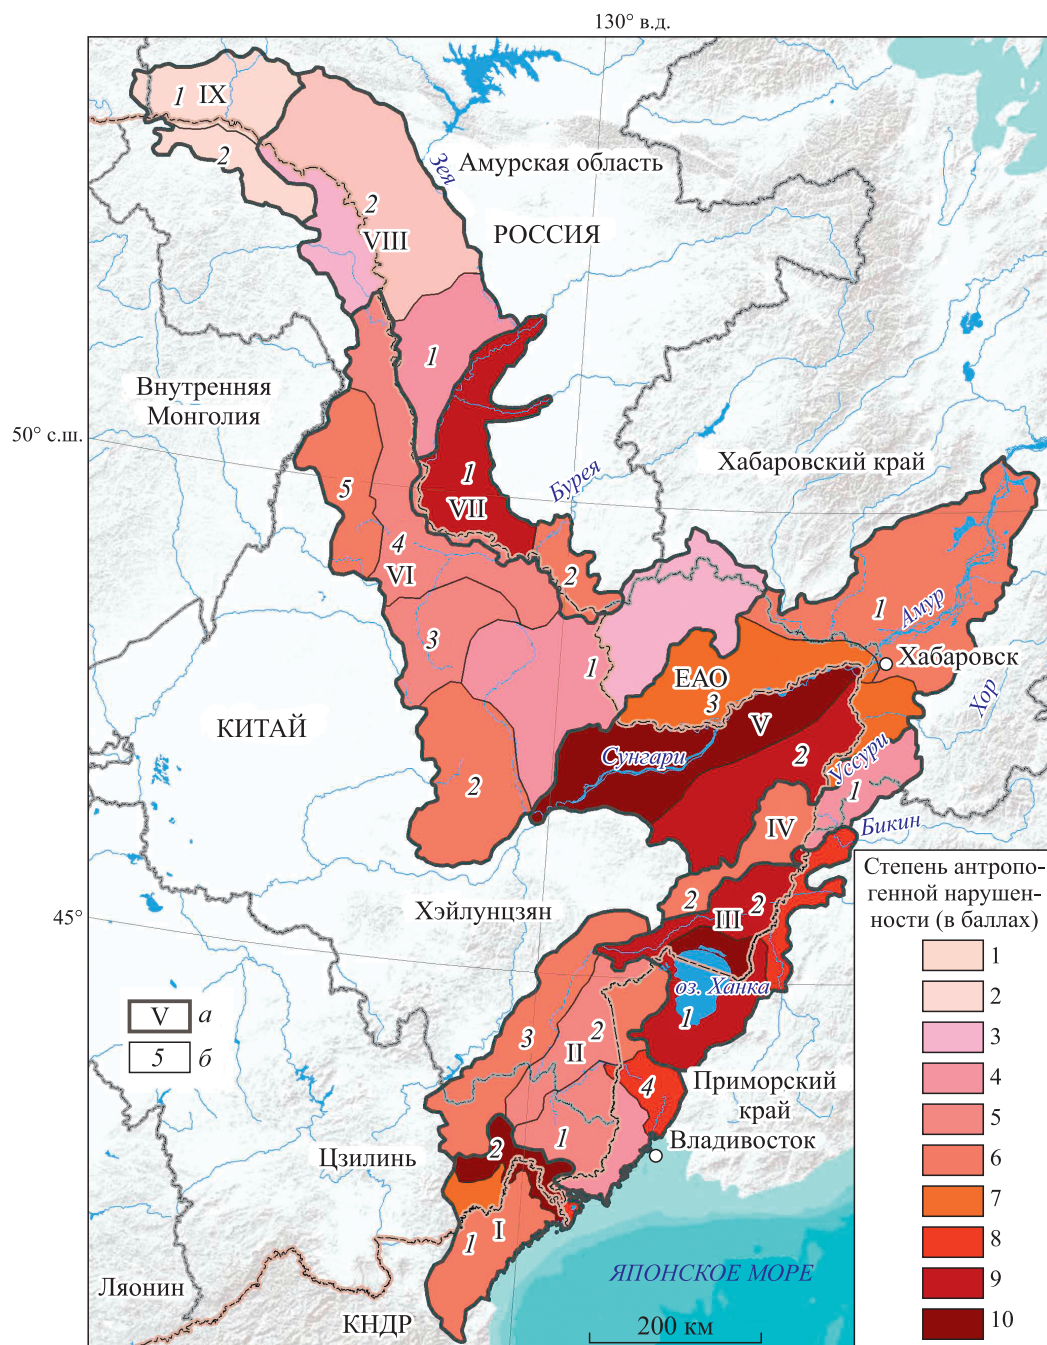 130° в.д.
1 IX
2
Зея
Амурская область
2
VIII
РОССИЯ
1
Внутренняя
Монголия
50° с.ш.
Хабаровский край
1
VII
Бурея
5
4
VI
2
1
Амур
3
1
Хабаровск
ЕАО
3
Хор
КИТАЙ
V
Сунгари
2
Уссури
2
1
IV
Бикин
Хэйлунцзян
2
2
III
45°
оз. Ханка
1
3
2
II
4
Приморский
край
1
Владивосток
Цзилинь
2
1
I
Ляонин
КНДР
ЯПОНСКОЕ МОРЕ
200 км
V а
5 б
Степень антропо-
генной нарушен-
ности (в баллах)
1
2
3
4
5
6
7
8
9
10